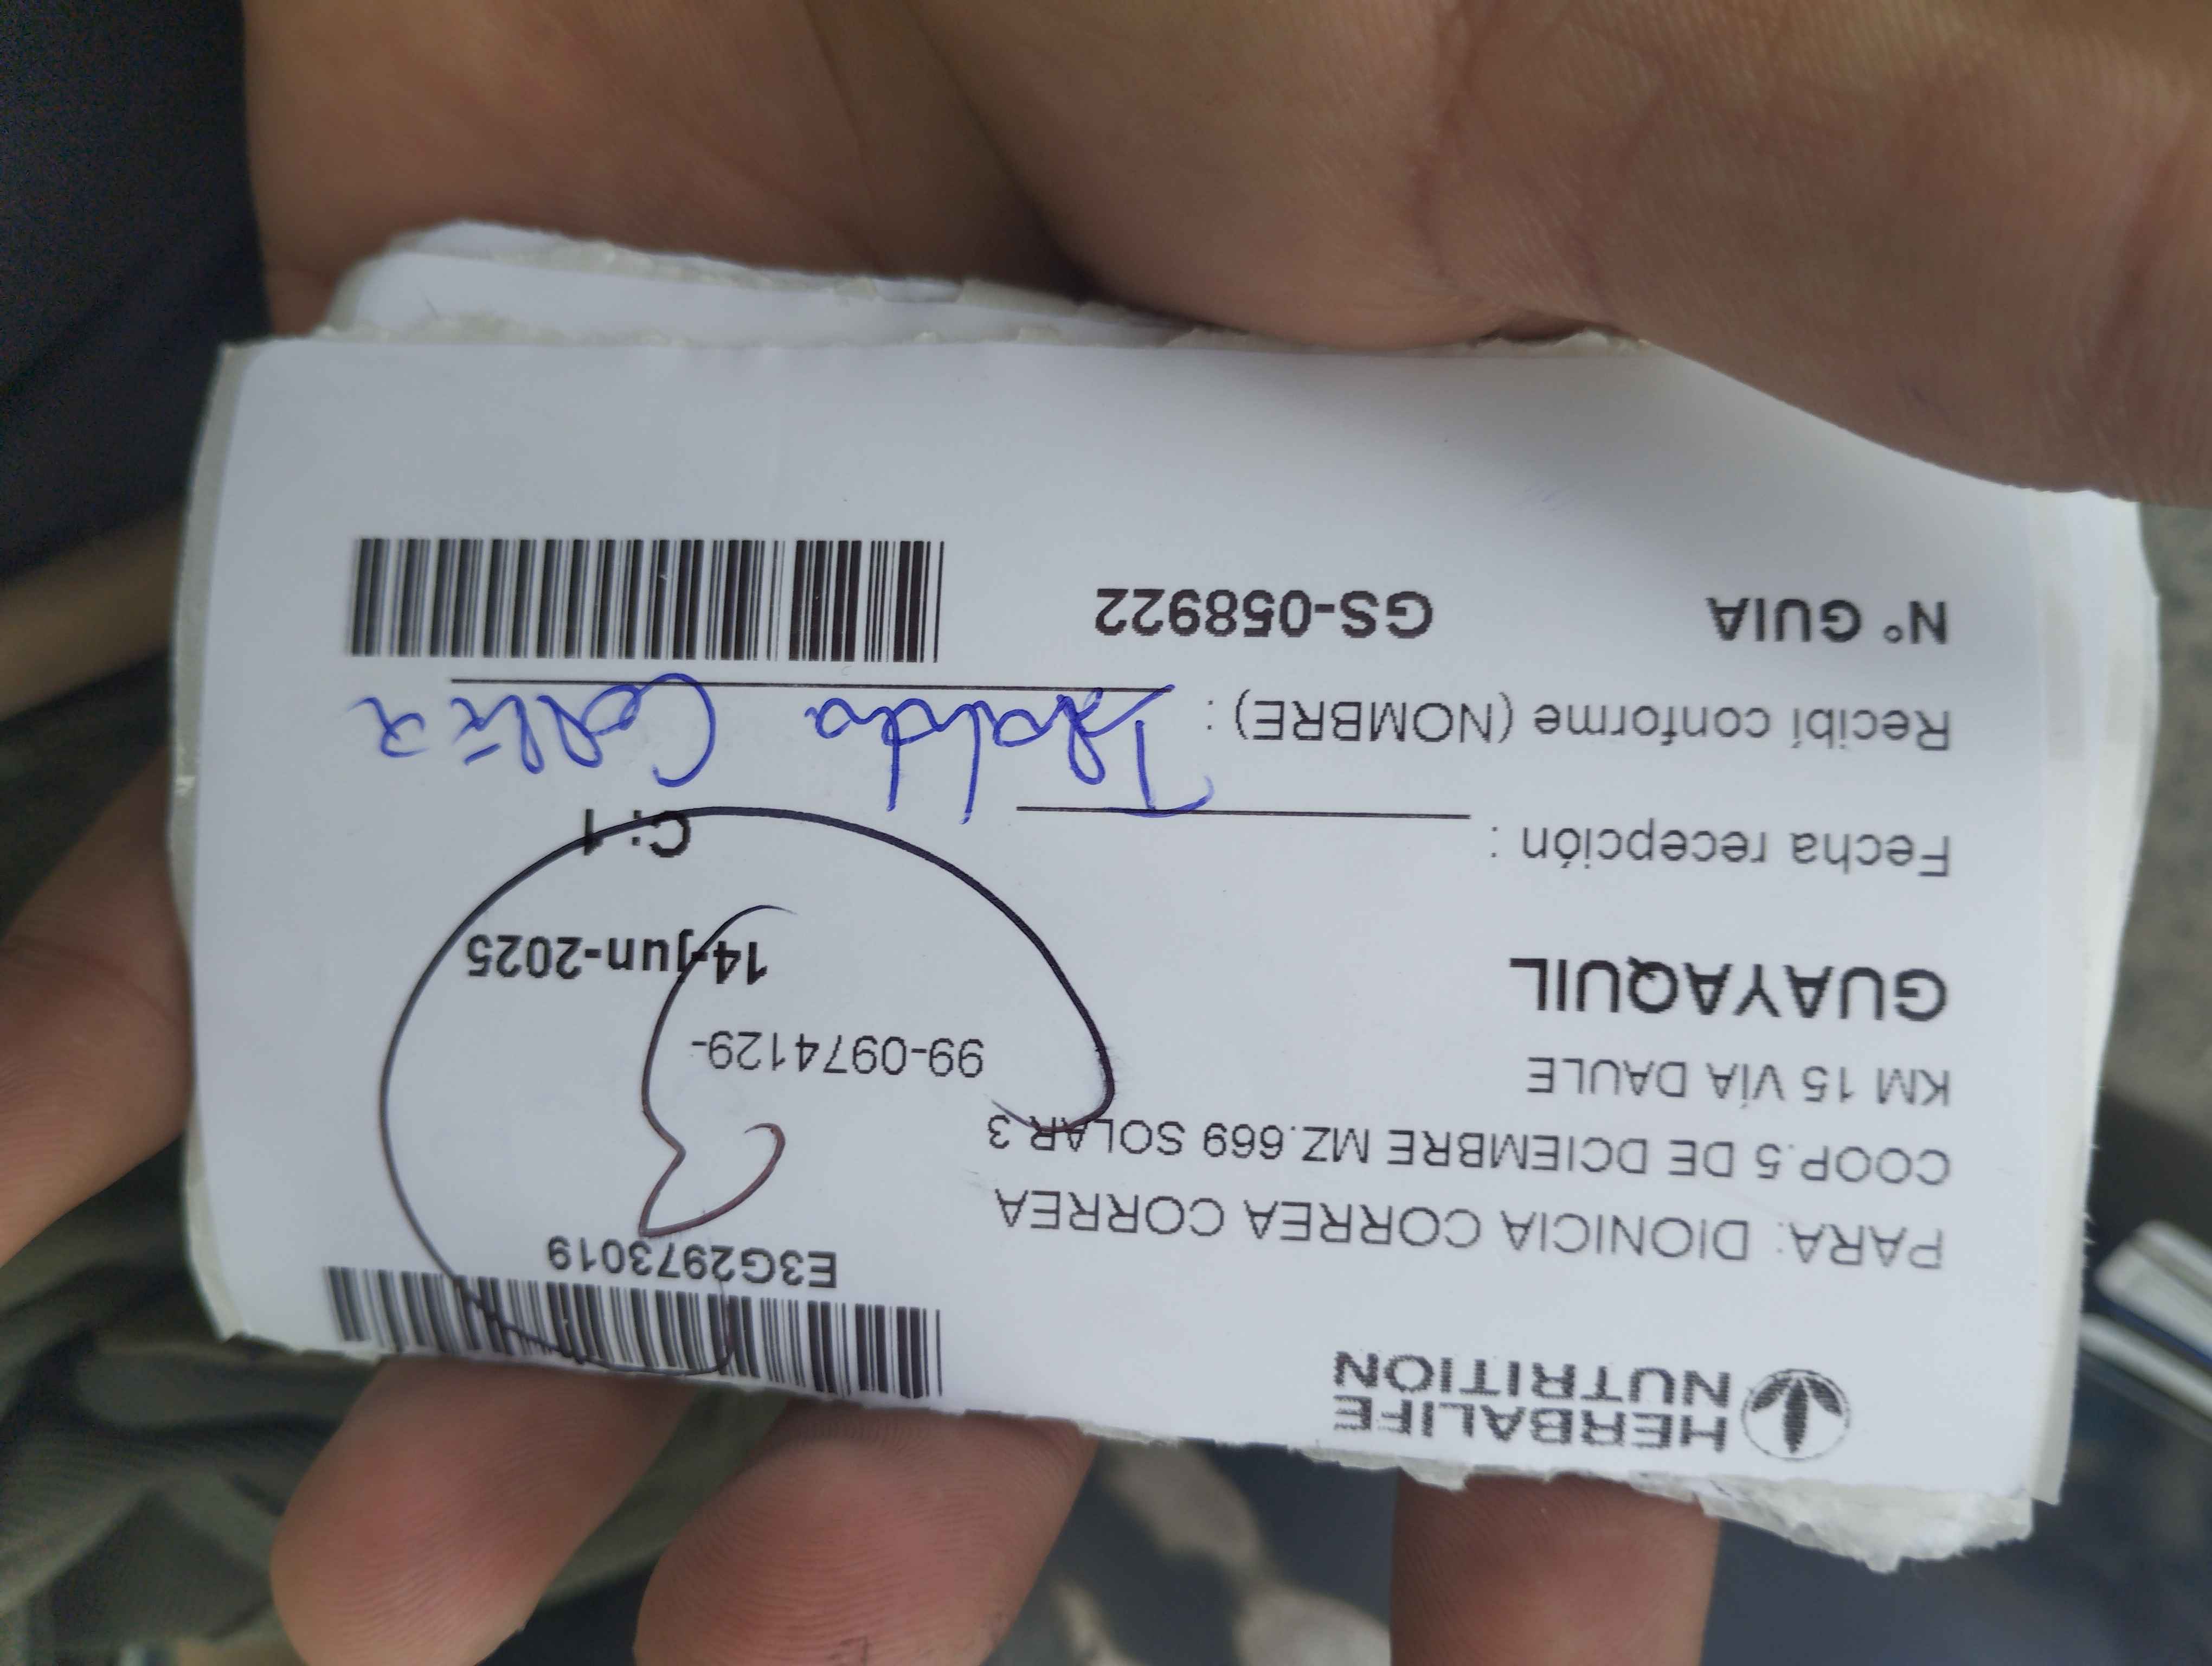 HERBALIFE
NUTRITION
E3G2973019
PARA: DIONICIA CORREA CORREA
COOP.5 DE DCIEMBRE MZ.669 SOLAR 3
KM 15 VÍA DAULE
99-0974129-
GUAYAQUIL
14-jun-2025
C: 1
Fecha recepción :
Recibí conforme (NOMBRE) :
N° GUIA GS-058922